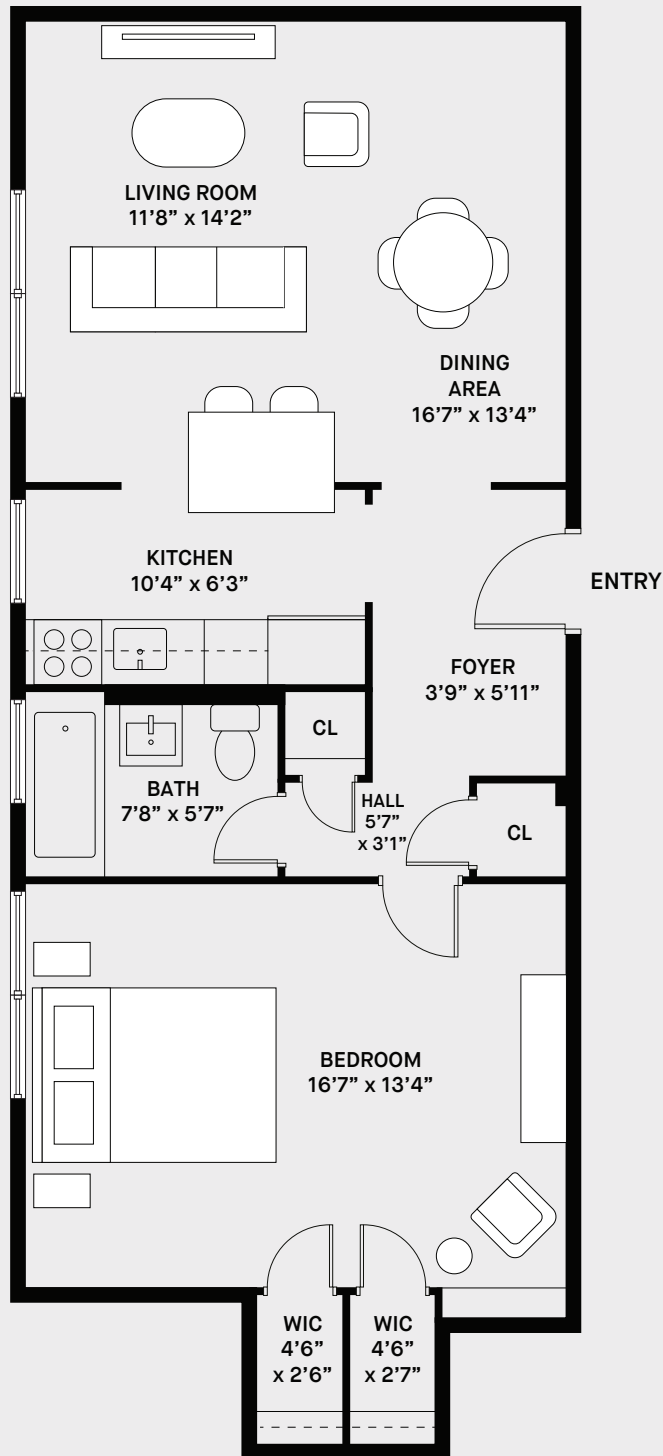 LIVING ROOM
11’8” x 14’2”
DINING
AREA
16’7” x 13’4”
KITCHEN
10’4” x 6’3”
ENTRY
FOYER
3’9” x 5’11”
CL
BATH
7’8” x 5’7”
HALL
5’7”
x 3’1”
CL
BEDROOM
16’7” x 13’4”
WIC
4’6”
x 2’6”
WIC
4’6”
x 2’7”